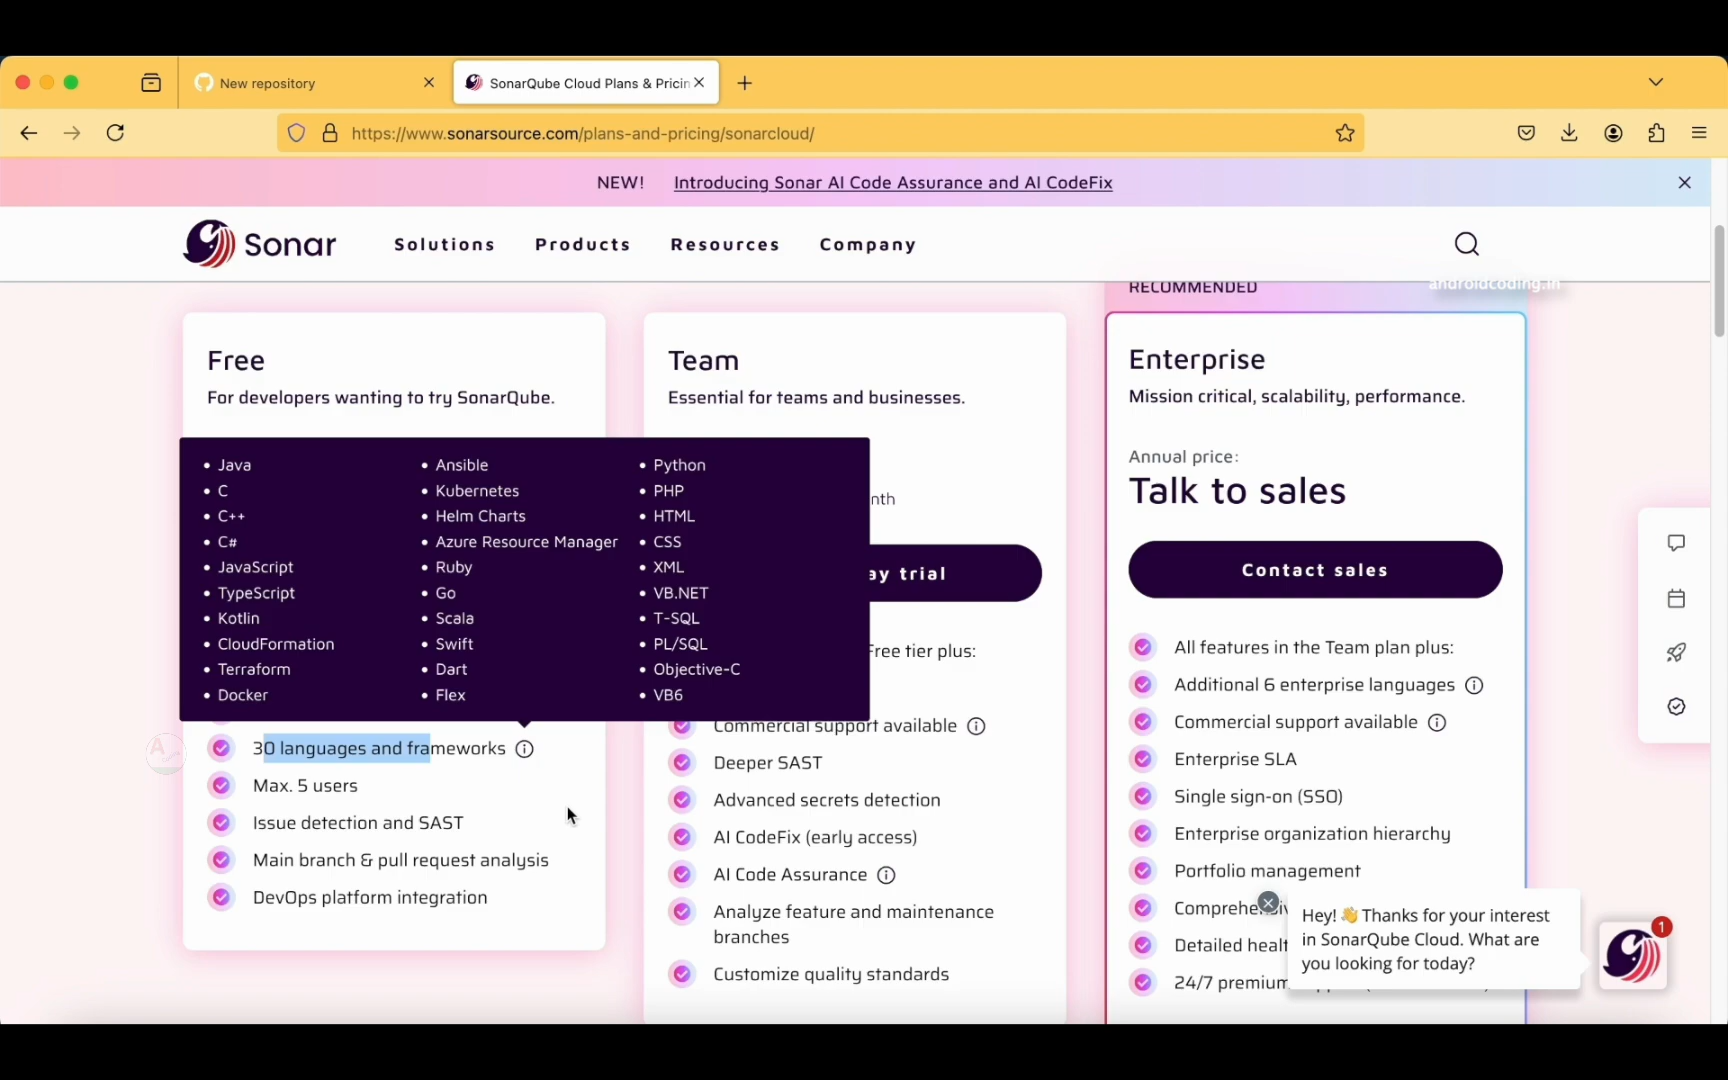 New repository
SonarQube Cloud Plans & Pricin
https://www.sonarsource.com/plans-and-pricing/sonarcloud/
NEW! Introducing Sonar AI Code Assurance and AI CodeFix
Sonar
Solutions
Products
Resources
Company
androidcoding.in
Free
For developers wanting to try SonarQube.
Java
C
C++
C#
JavaScript
TypeScript
Kotlin
CloudFormation
Terraform
Docker
Ansible
Kubernetes
Helm Charts
Azure Resource Manager
Ruby
Go
Scala
Swift
Dart
Flex
Python
PHP
HTML
CSS
XML
VB.NET
T-SQL
PL/SQL
Objective-C
VB6
30 languages and frameworks
Max. 5 users
Issue detection and SAST
Main branch & pull request analysis
DevOps platform integration
Team
Essential for teams and businesses.
nth
ay trial
Free tier plus:
Commercial support available
Deeper SAST
Advanced secrets detection
AI CodeFix (early access)
AI Code Assurance
Analyze feature and maintenance
branches
Customize quality standards
RECOMMENDED
Enterprise
Mission critical, scalability, performance.
Annual price:
Talk to sales
Contact sales
All features in the Team plan plus:
Additional 6 enterprise languages
Commercial support available
Enterprise SLA
Single sign-on (SSO)
Enterprise organization hierarchy
Portfolio management
Comprehensiv
Detailed healt
24/7 premium
Hey! 👋 Thanks for your interest
in SonarQube Cloud. What are
you looking for today?
1